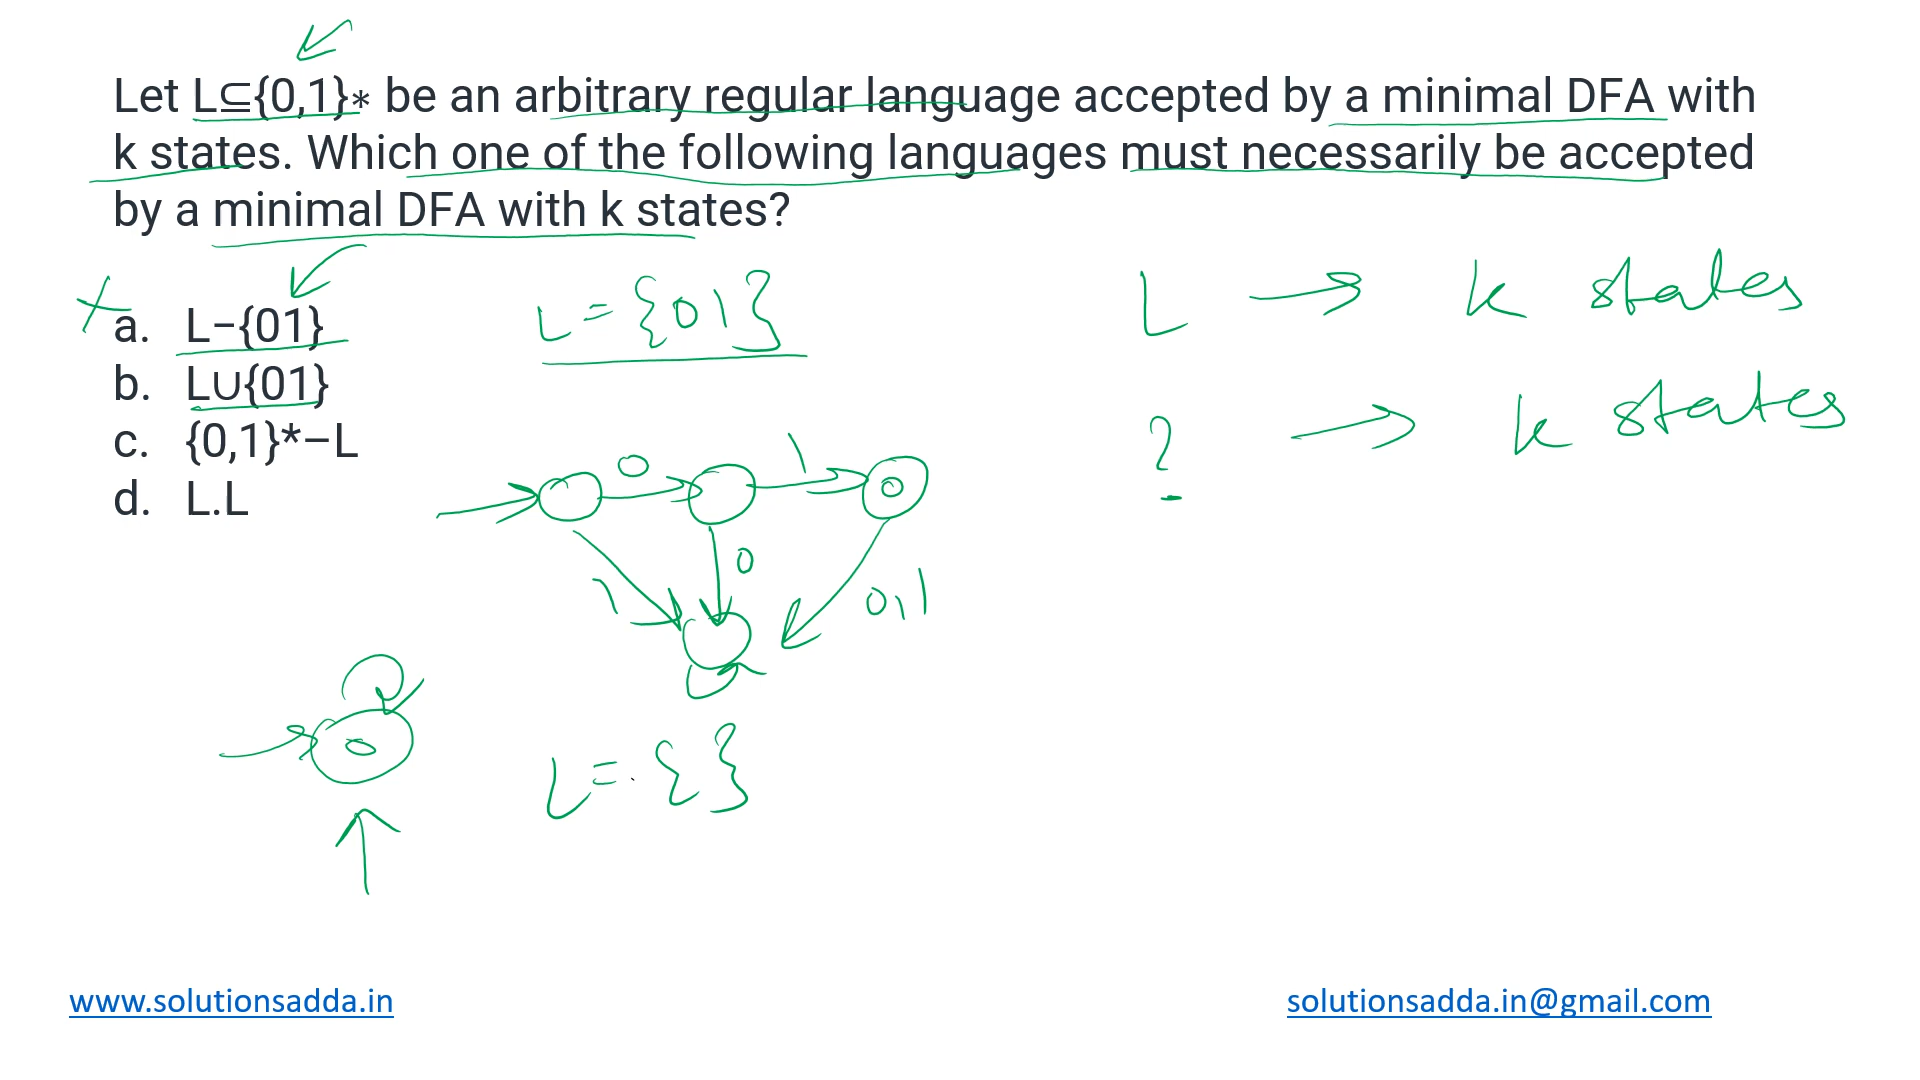 Let L⊆{0,1}∗ be an arbitrary regular language accepted by a minimal DFA with
k states. Which one of the following languages must necessarily be accepted
by a minimal DFA with k states?
a. L−{01}
b. L∪{01}
c. {0,1}*−L
d. L.L
L = {01}
L → k states
? → k states
0
1
1
0
0,1
L = { }
www.solutionsadda.in
solutionsadda.in@gmail.com